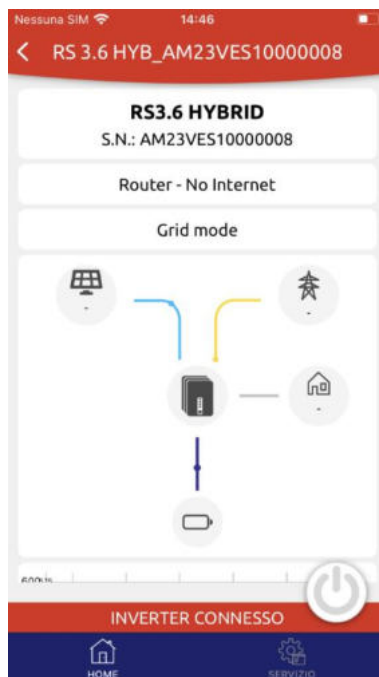 Nessuna SIM 14:46
RS 3.6 HYB_AM23VES10000008
RS3.6 HYBRID
S.N.: AM23VES10000008
Router - No Internet
Grid mode
-
-
-
INVERTER CONNESSO
HOME
SERVIZIO